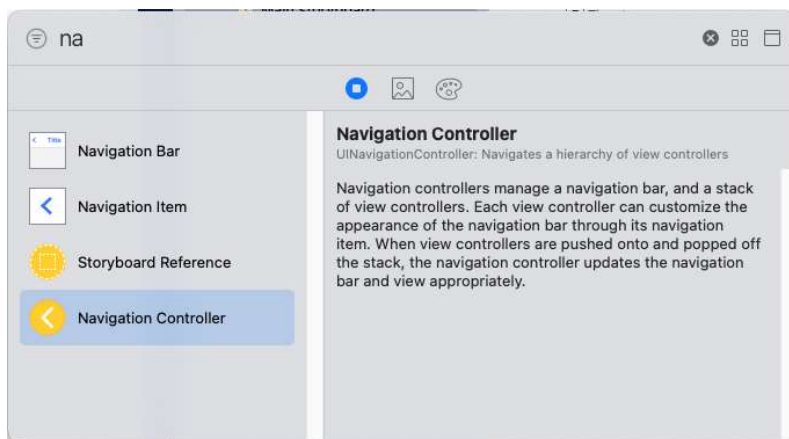 na
Title
Navigation Bar
Navigation Item
Storyboard Reference
Navigation Controller
Navigation Controller
UINavigationController: Navigates a hierarchy of view controllers
Navigation controllers manage a navigation bar, and a stack
of view controllers. Each view controller can customize the
appearance of the navigation bar through its navigation
item. When view controllers are pushed onto and popped off
the stack, the navigation controller updates the navigation
bar and view appropriately.